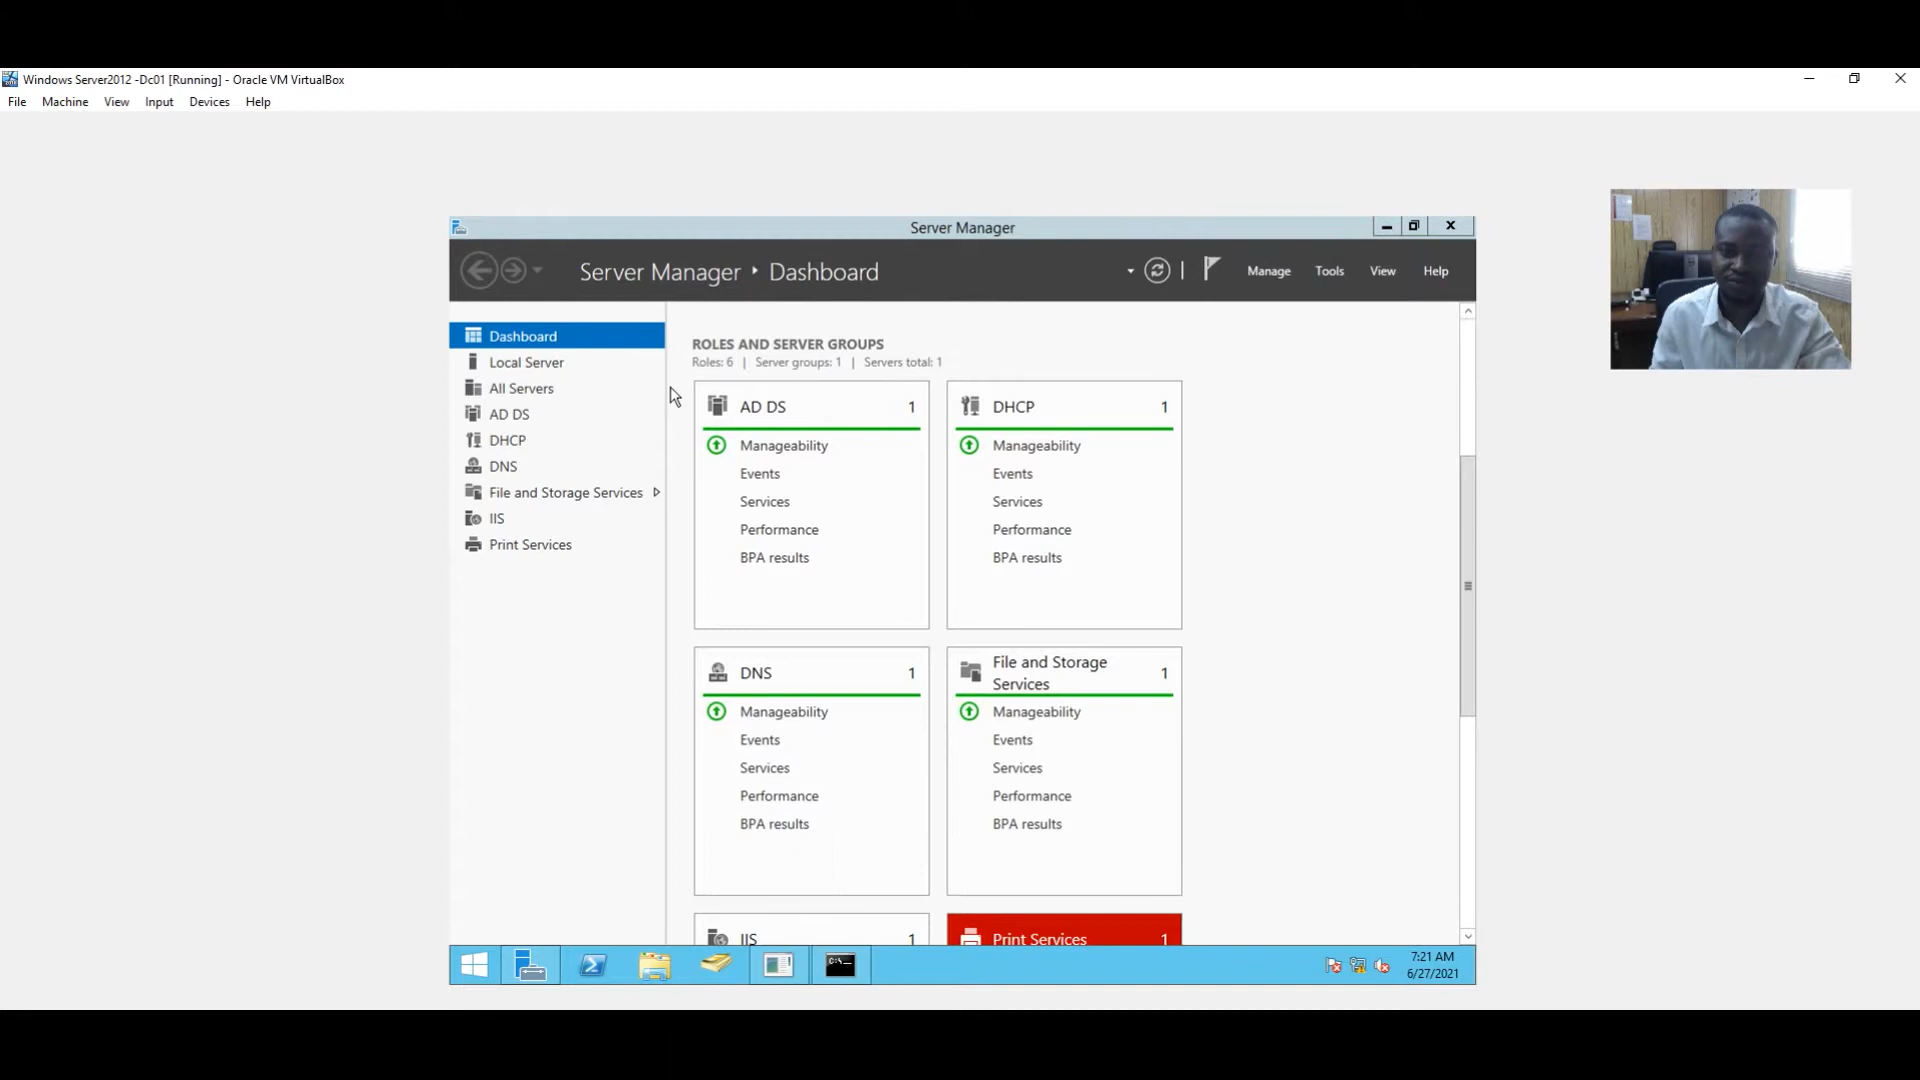 Windows Server2012 -Dc01 [Running] - Oracle VM VirtualBox
File Machine View Input Devices Help
Server Manager
Server Manager Dashboard
Manage Tools View Help
Dashboard
Local Server
All Servers
AD DS
DHCP
DNS
File and Storage Services
IIS
Print Services
ROLES AND SERVER GROUPS
Roles: 6 | Server groups: 1 | Servers total: 1
AD DS 1
Manageability
Events
Services
Performance
BPA results
DHCP 1
Manageability
Events
Services
Performance
BPA results
DNS 1
Manageability
Events
Services
Performance
BPA results
File and Storage
Services 1
Manageability
Events
Services
Performance
BPA results
IIS 1
Print Services 1
7:21 AM
6/27/2021